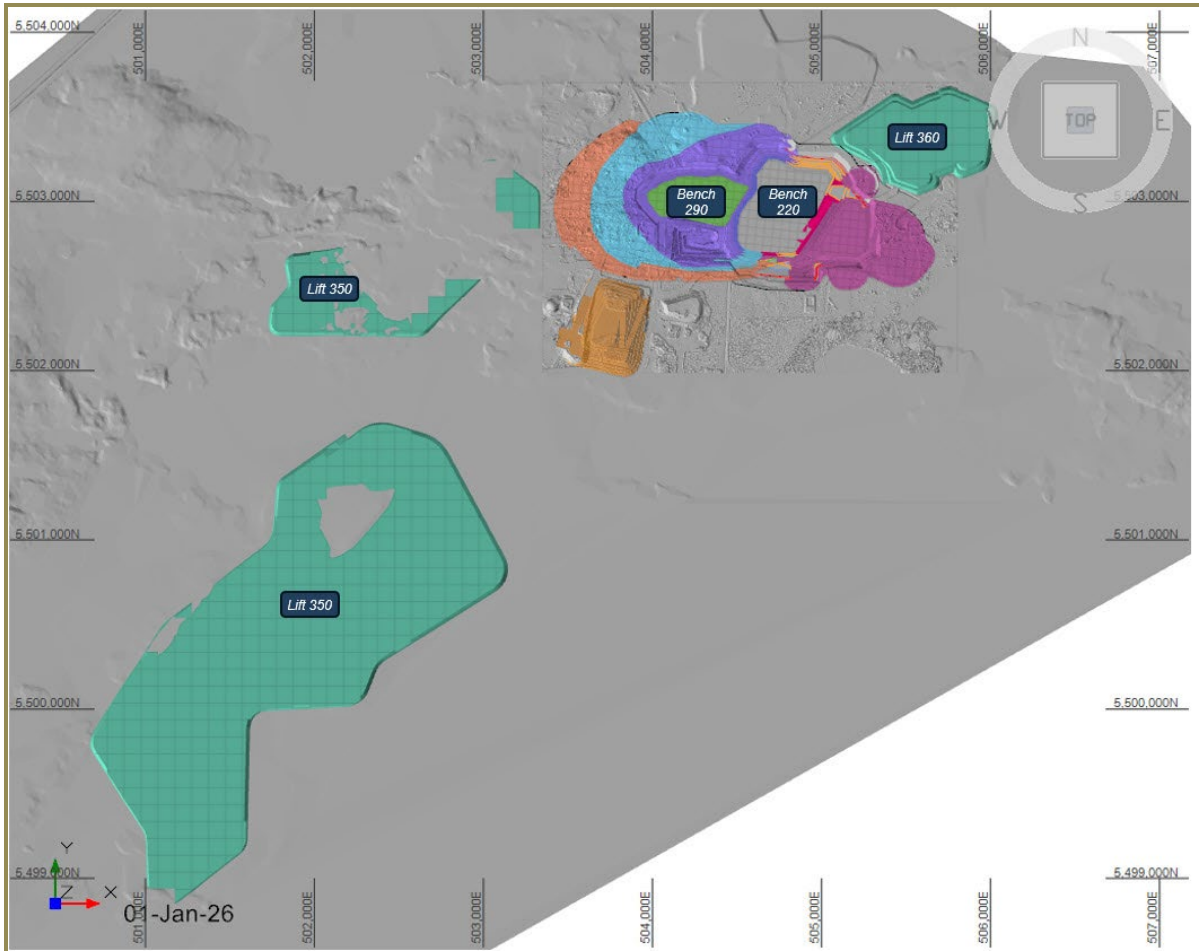 501,000E
502,000E
503,000E
504,000E
505,000E
506,000E
507,000E
5,504,000N
N
W
TOP
E
S
Lift 360
5,503,000N
5,503,000N
Bench
290
Bench
220
Lift 350
5,502,000N
5,502,000N
5,501,000N
5,501,000N
Lift 350
5,500,000N
5,500,000N
5,499,000N
5,499,000N
Y
Z
X
01-Jan-26
501,000E
502,000E
503,000E
504,000E
505,000E
506,000E
507,000E